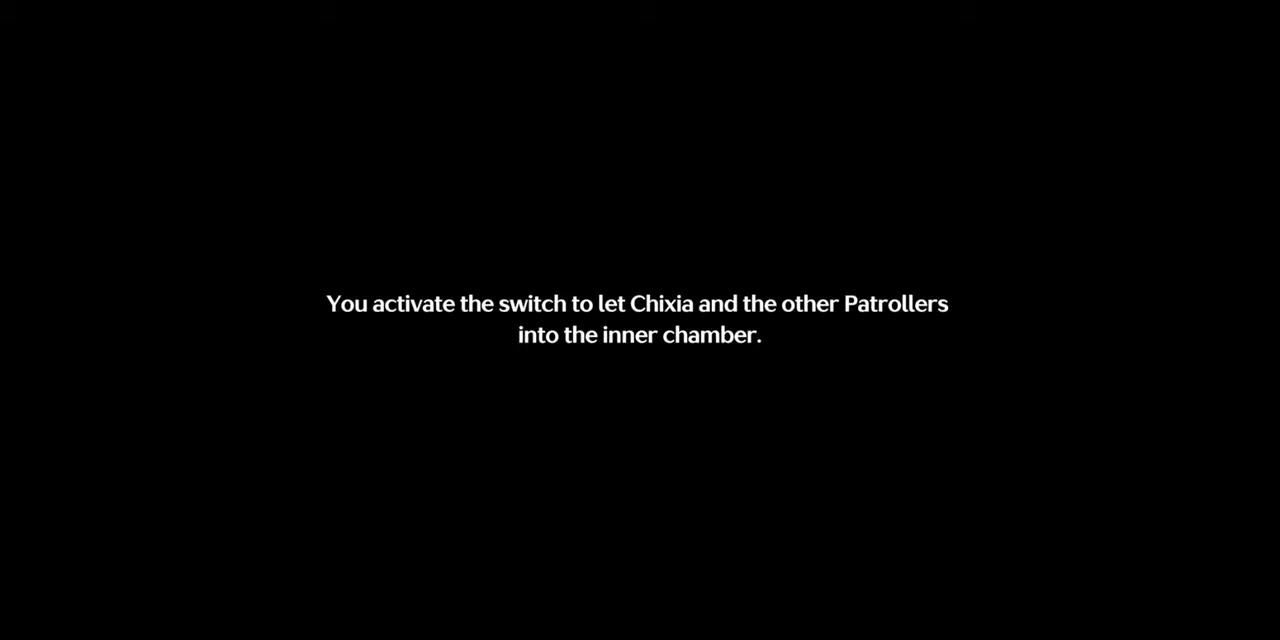 You activate the switch to let Chixia and the other Patrollers
into the inner chamber.